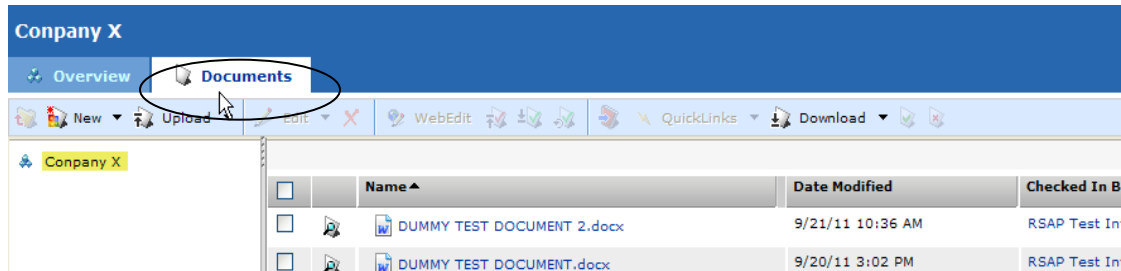 Conpany X
Overview Documents
New Upload Edit WebEdit QuickLinks Download
Conpany X
Name Date Modified Checked In B
DUMMY TEST DOCUMENT 2.docx 9/21/11 10:36 AM RSAP Test In
DUMMY TEST DOCUMENT.docx 9/20/11 3:02 PM RSAP Test In